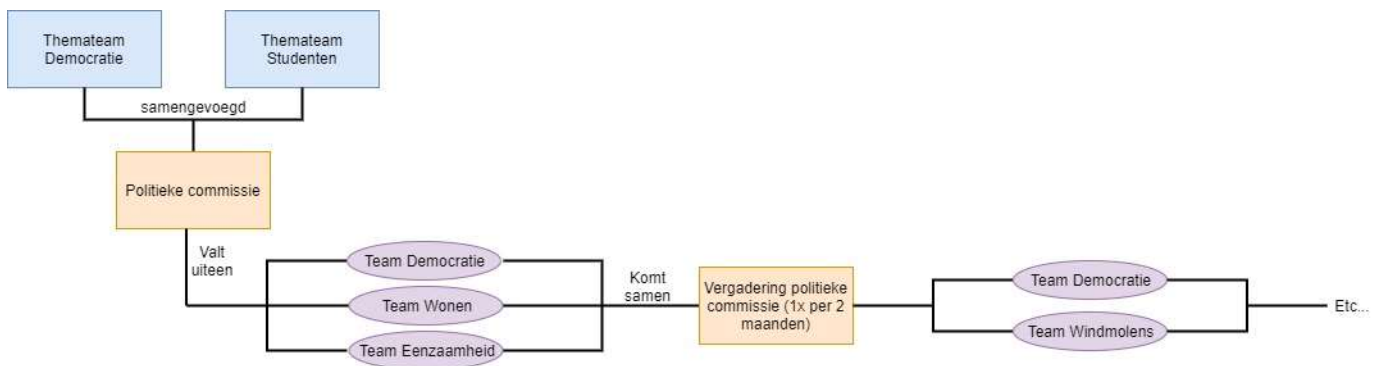 Themateam
Democratie
Themateam
Studenten
samengevoegd
Politieke commissie
Valt
uiteen
Team Democratie
Team Wonen
Team Eenzaamheid
Komt
samen
Vergadering politieke
commissie (1x per 2
maanden)
Team Democratie
Team Windmolens
Etc...